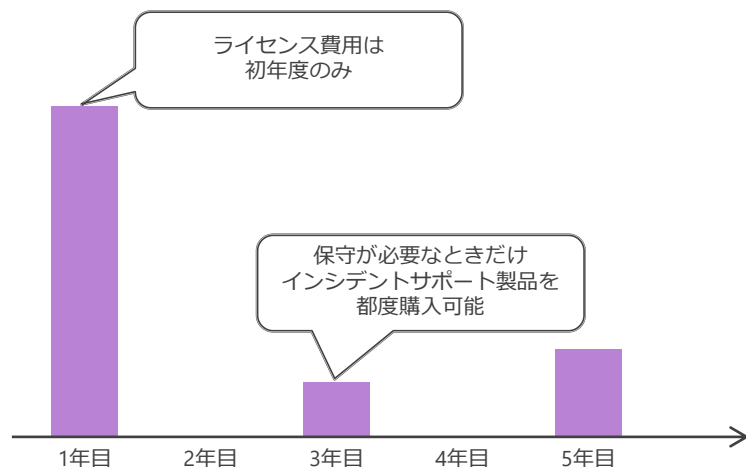 ライセンス費用は
初年度のみ
保守が必要なときだけ
インシデントサポート製品を
都度購入可能
1年目
2年目
3年目
4年目
5年目